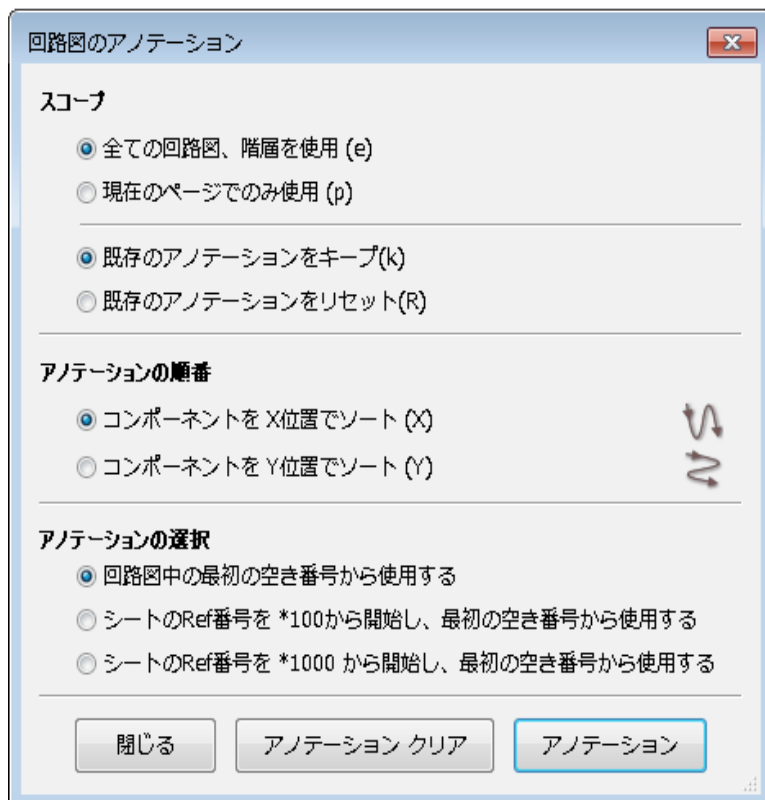 回路図のアノテーション
スコープ
全ての回路図、階層を使用 (e)
現在のページでのみ使用 (p)
既存のアノテーションをキープ(k)
既存のアノテーションをリセット(R)
アノテーションの順番
コンポーネントを X位置でソート (X)
コンポーネントを Y位置でソート (Y)
アノテーションの選択
回路図中の最初の空き番号から使用する
シートのRef番号を *100から開始し、最初の空き番号から使用する
シートのRef番号を *1000 から開始し、最初の空き番号から使用する
閉じる アノテーション クリア アノテーション